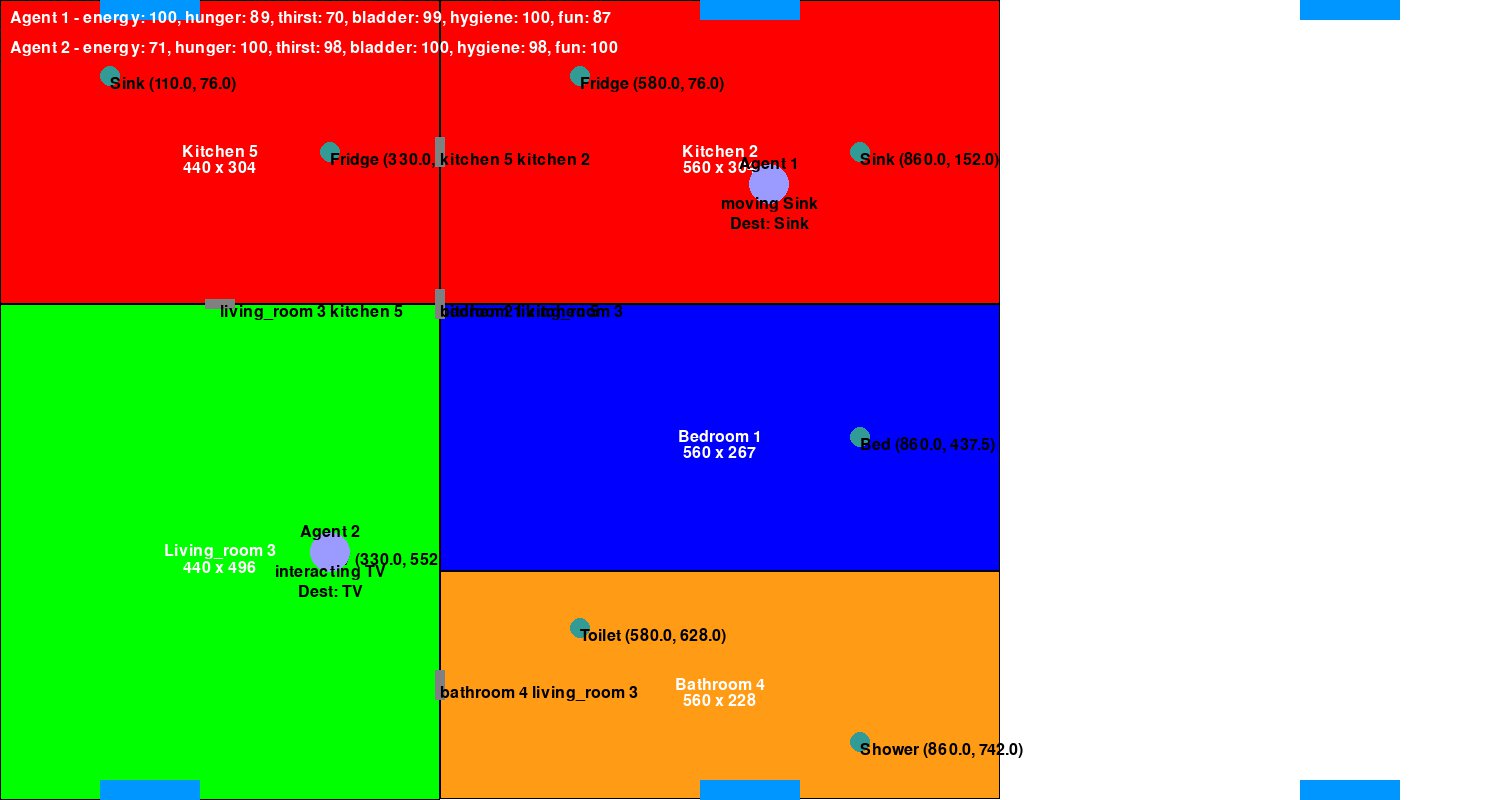 Agent 1 - energy: 100, hunger: 89, thirst: 70, bladder: 99, hygiene: 100, fun: 87
Agent 2 - energy: 71, hunger: 100, thirst: 98, bladder: 100, hygiene: 98, fun: 100
Sink (110.0, 76.0)
Fridge (580.0, 76.0)
Kitchen 5
440 x 304
Fridge (330.0,
kitchen 5 kitchen 2
Kitchen 2
560 x
Agent 1
Sink (860.0, 152.0)
moving Sink
Dest: Sink
living_room 3 kitchen 5
Bedroom 1
560 x 267
Bed (860.0, 437.5)
Agent 2
Living_room 3
440 x 496
(330.0, 552
interacting TV
Dest: TV
Toilet (580.0, 628.0)
Bathroom 4
560 x 228
bathroom 4 living_room 3
Shower (860.0, 742.0)